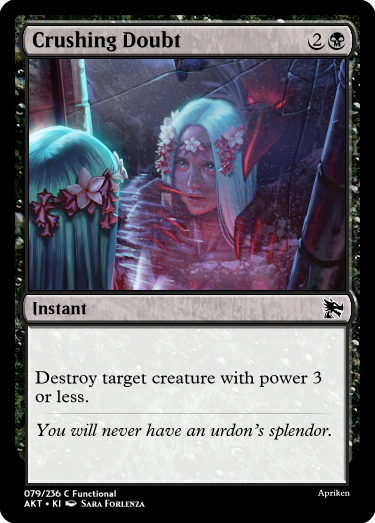 Crushing Doubt 2
Instant
Destroy target creature with power 3
or less.
You will never have an urdon's splendor.
079/236 C Functional
Apriken
AKT • KI SARA FORLENZA